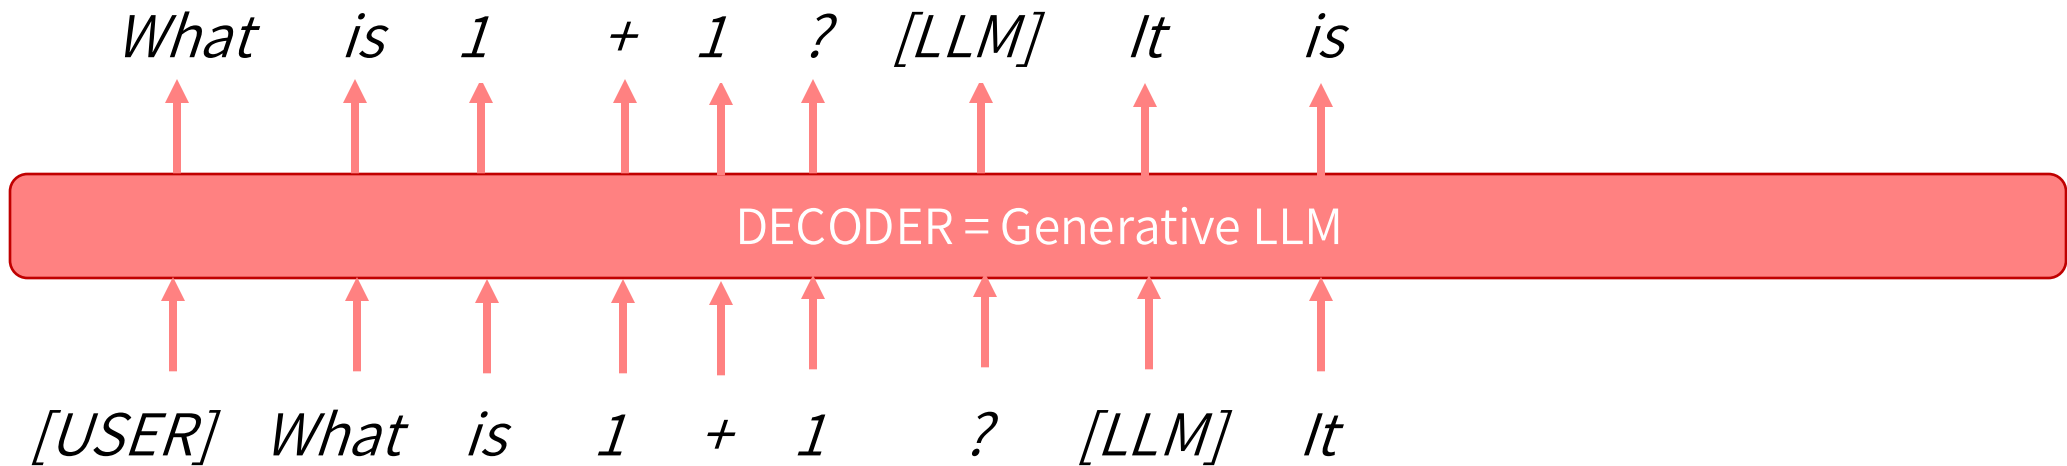 What is 1 + 1 ? [LLM] It is
DECODER = Generative LLM
[USER] What is 1 + 1 ? [LLM] It